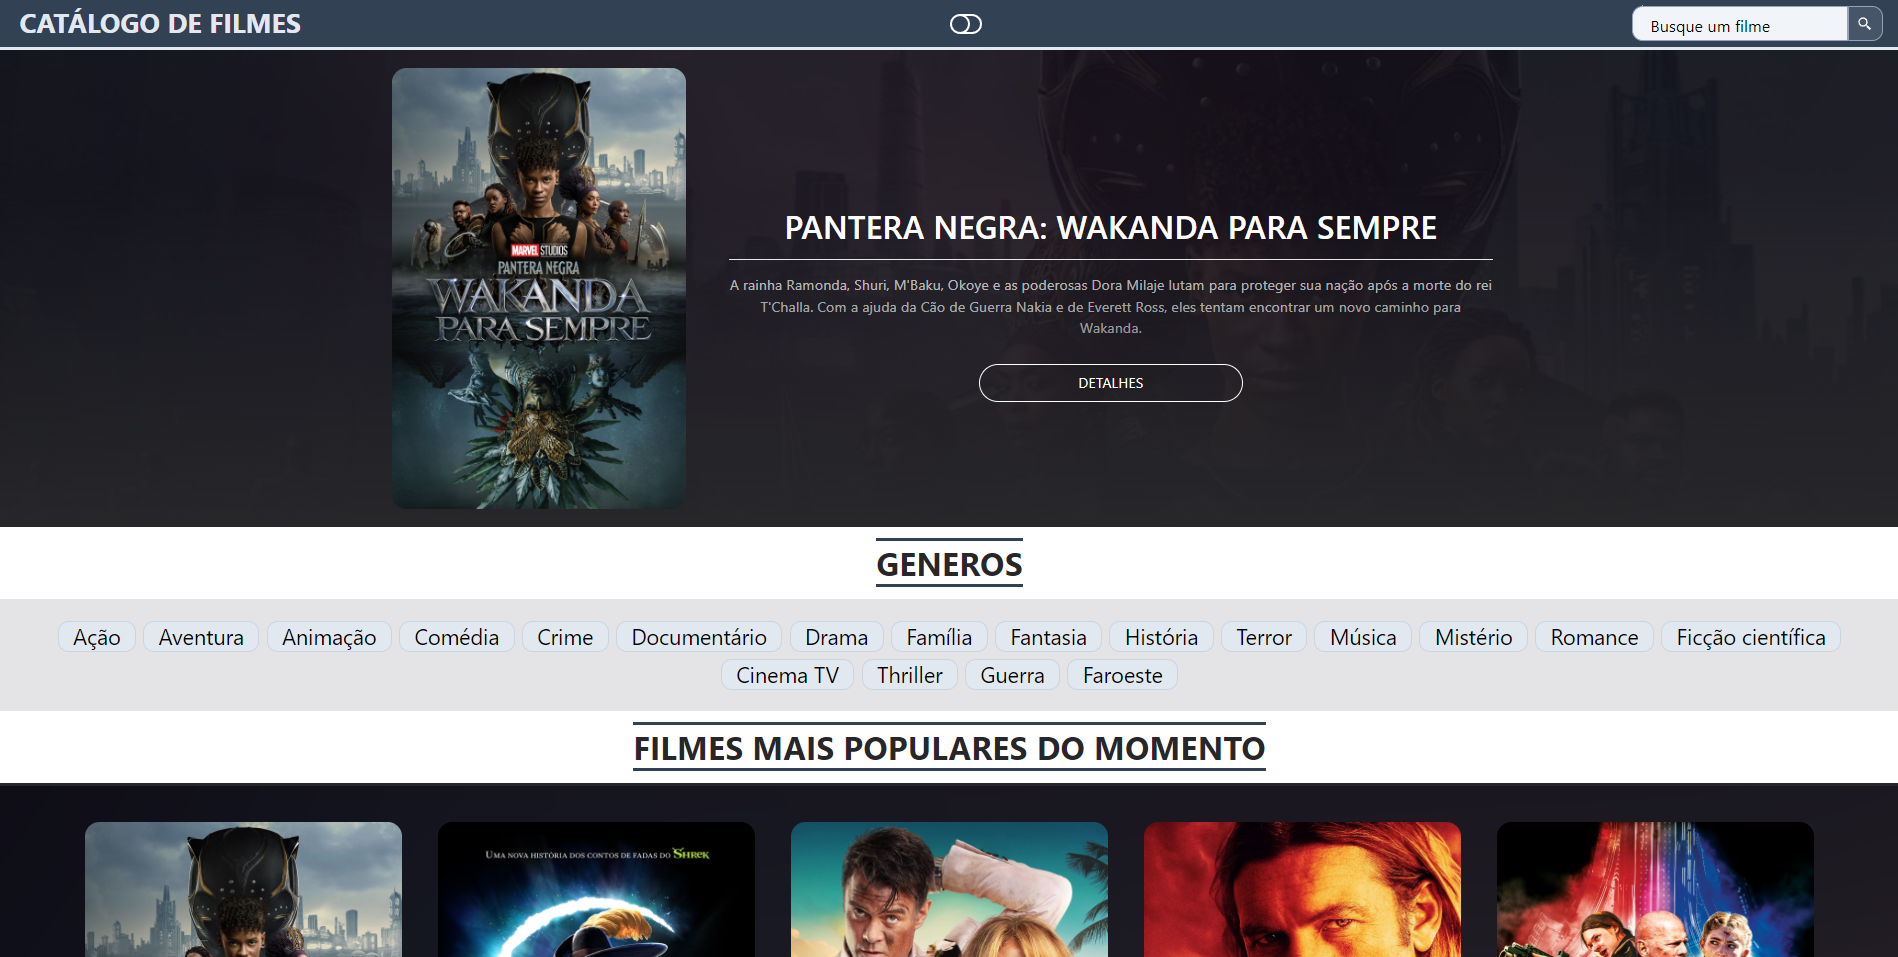 CATÁLOGO DE FILMES
Busque um filme
MARVEL STUDIOS
PANTERA NEGRA
WAKANDA
PARA SEMPRE
PANTERA NEGRA: WAKANDA PARA SEMPRE
A rainha Ramonda, Shuri, M'Baku, Okoye e as poderosas Dora Milaje lutam para proteger sua nação após a morte do rei
T'Challa. Com a ajuda da Cão de Guerra Nakia e de Everett Ross, eles tentam encontrar um novo caminho para
Wakanda.
DETALHES
GENEROS
Ação Aventura Animação Comédia Crime Documentário Drama Família Fantasia História Terror Música Mistério Romance Ficção científica
Cinema TV Thriller Guerra Faroeste
FILMES MAIS POPULARES DO MOMENTO
UMA NOVA HISTÓRIA DOS CONTOS DE FADAS DO SHREK